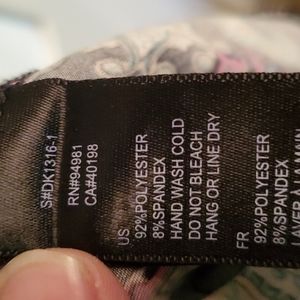 S#DK1316-1
RN#94981
CA#40198
US
92%POLYESTER
8%SPANDEX
HAND WASH COLD
DO NOT BLEACH
HANG OR LINE DRY
FR
92%POLYESTER
8%SPANDEX